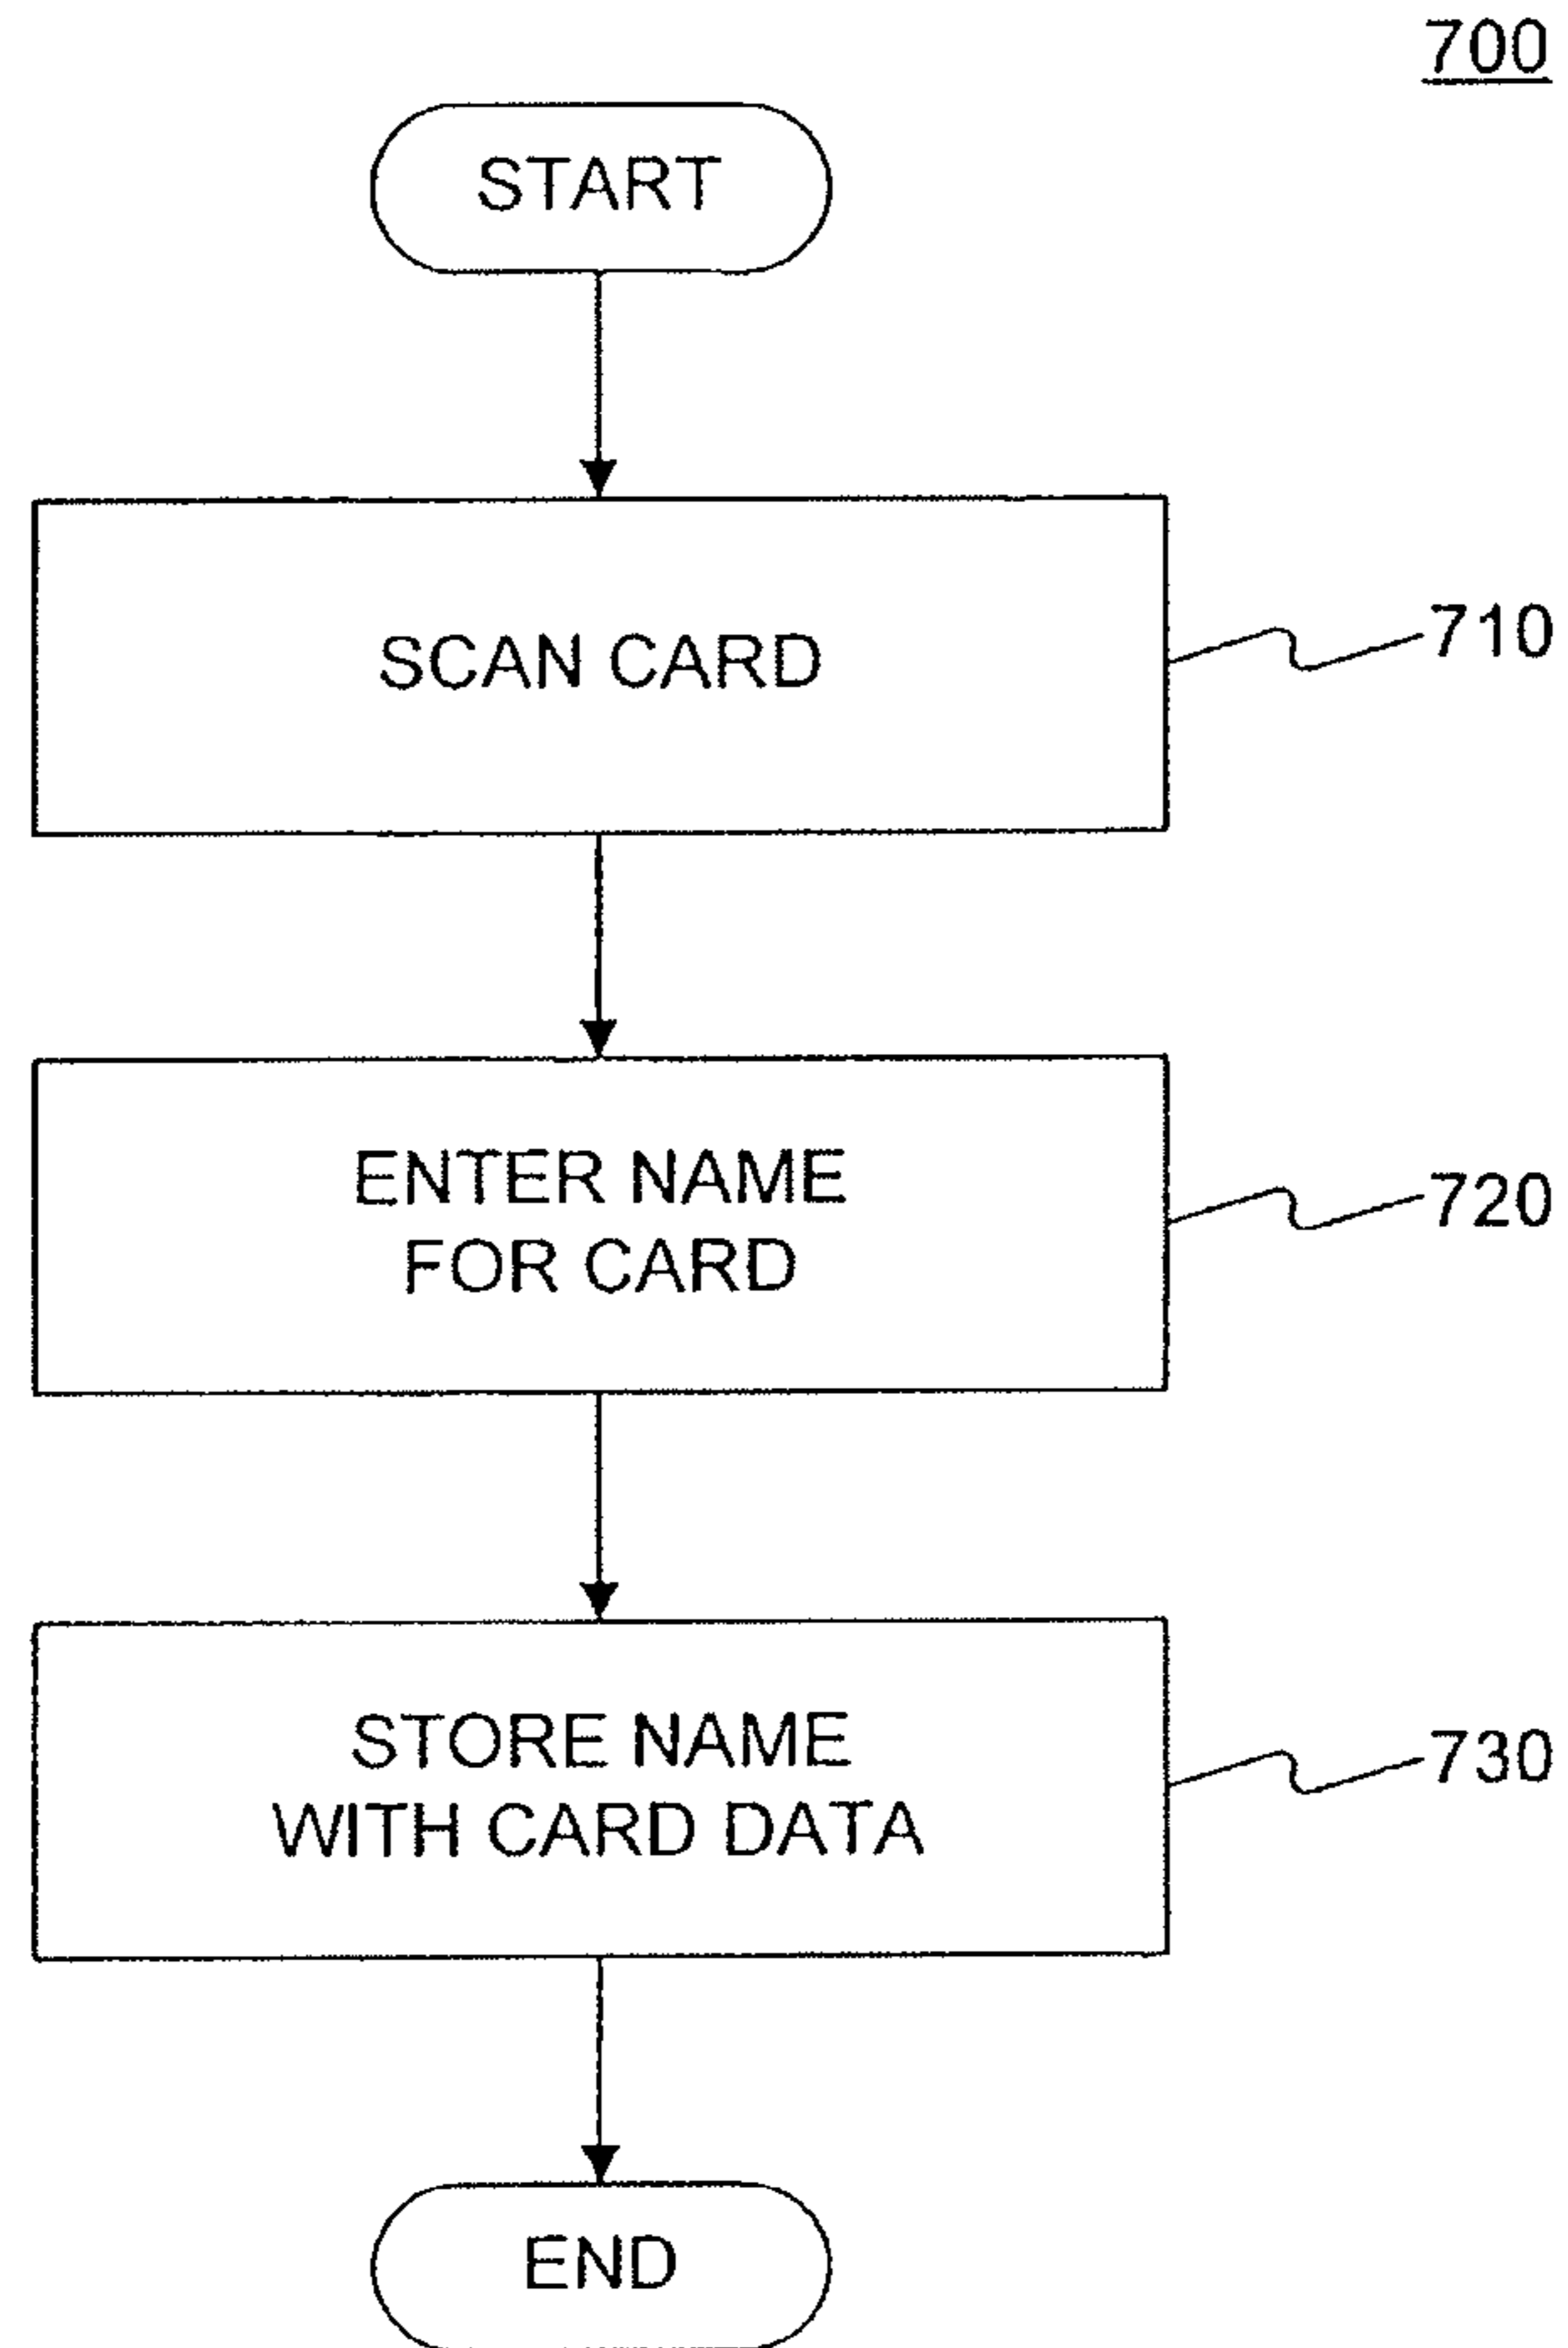 700
START
SCAN CARD
710
ENTER NAME
FOR CARD
720
STORE NAME
WITH CARD DATA
730
END